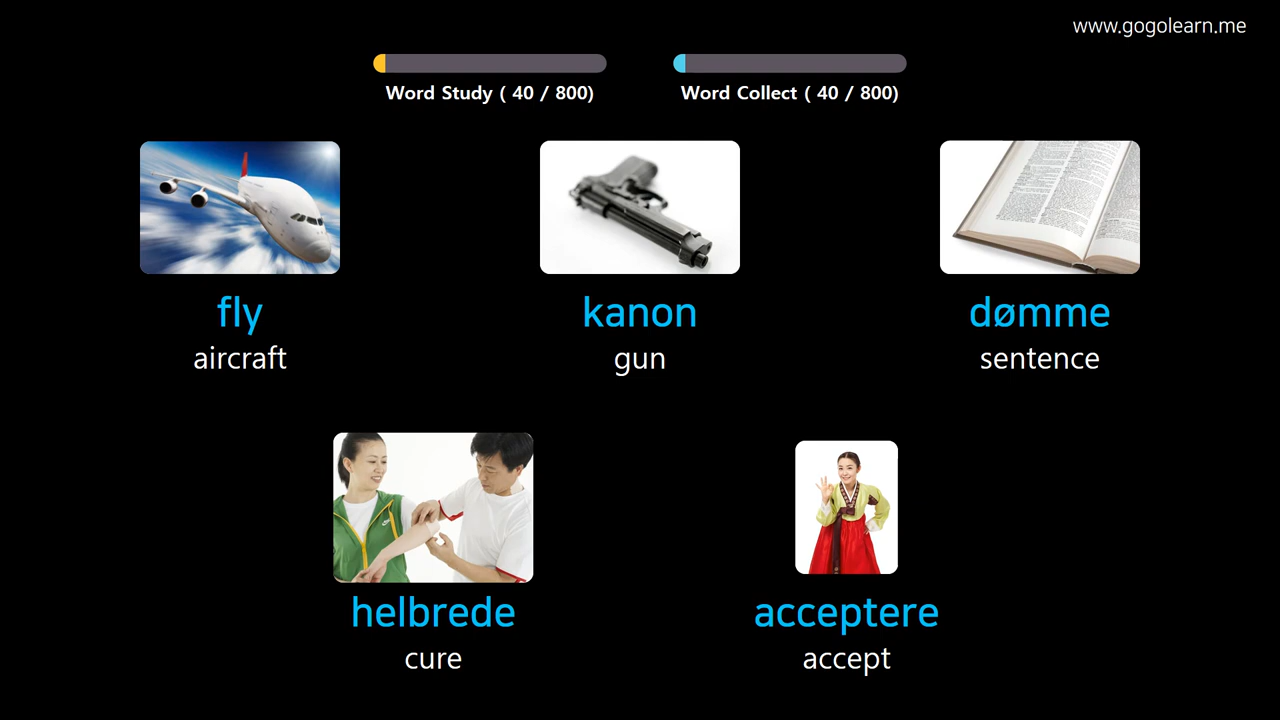 www.gogolearn.me
Word Study ( 40 / 800)
Word Collect ( 40 / 800)
fly
aircraft
kanon
gun
dømme
sentence
helbrede
cure
acceptere
accept